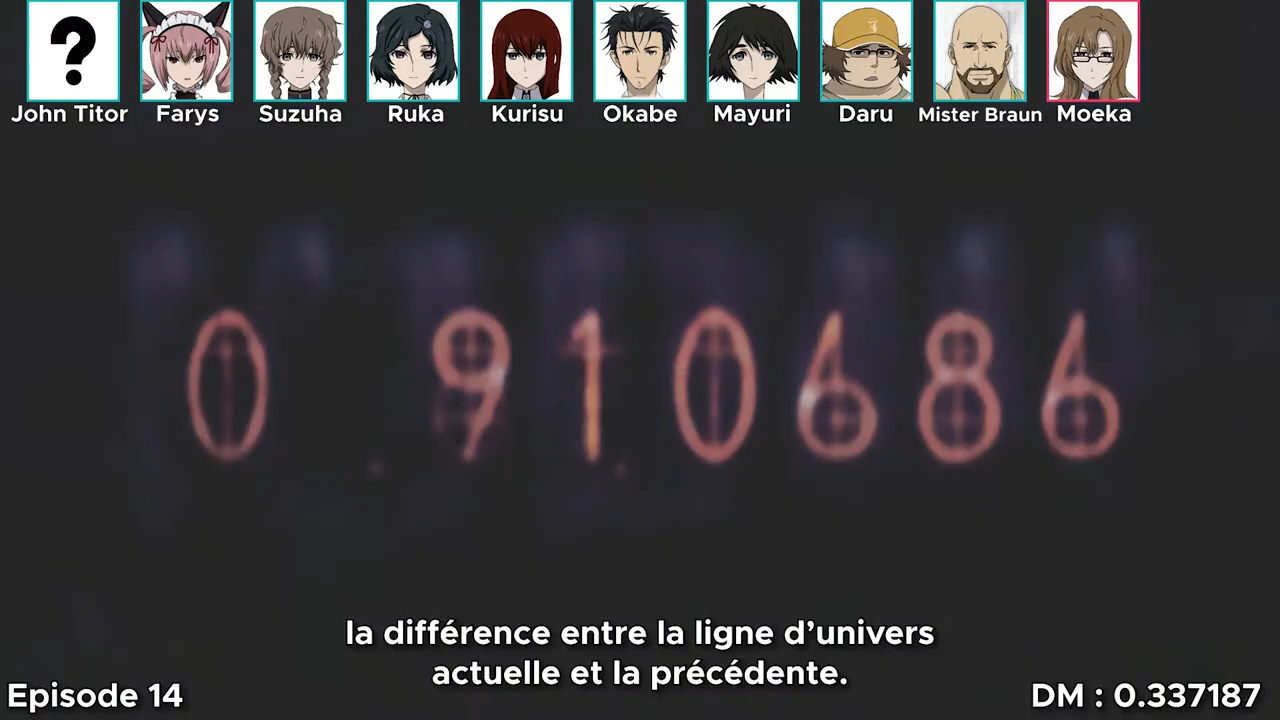 ?
John Titor Farys Suzuha Ruka Kurisu Okabe Mayuri Daru Mister Braun Moeka
0 910686
la différence entre la ligne d’univers
actuelle et la précédente.
Episode 14 DM : 0.337187